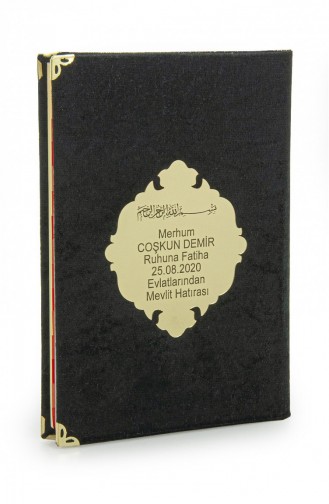 بسم الله الرحمن الرحيم
Merhum
COŞKUN DEMİR
Ruhuna Fatiha
25.08.2020
Evlatlarından
Mevlit Hatırası